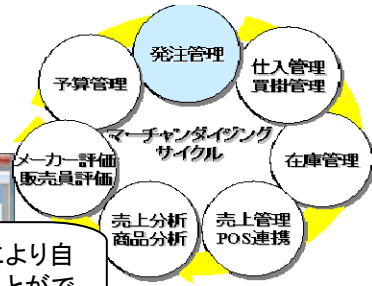 発注管理
仕入管理
買掛管理
予算管理
マーチャンダイジング
サイクル
在庫管理
メーカー評価
販売員評価
売上分析
商品分析
売上管理
POS連携
により自
ことがで